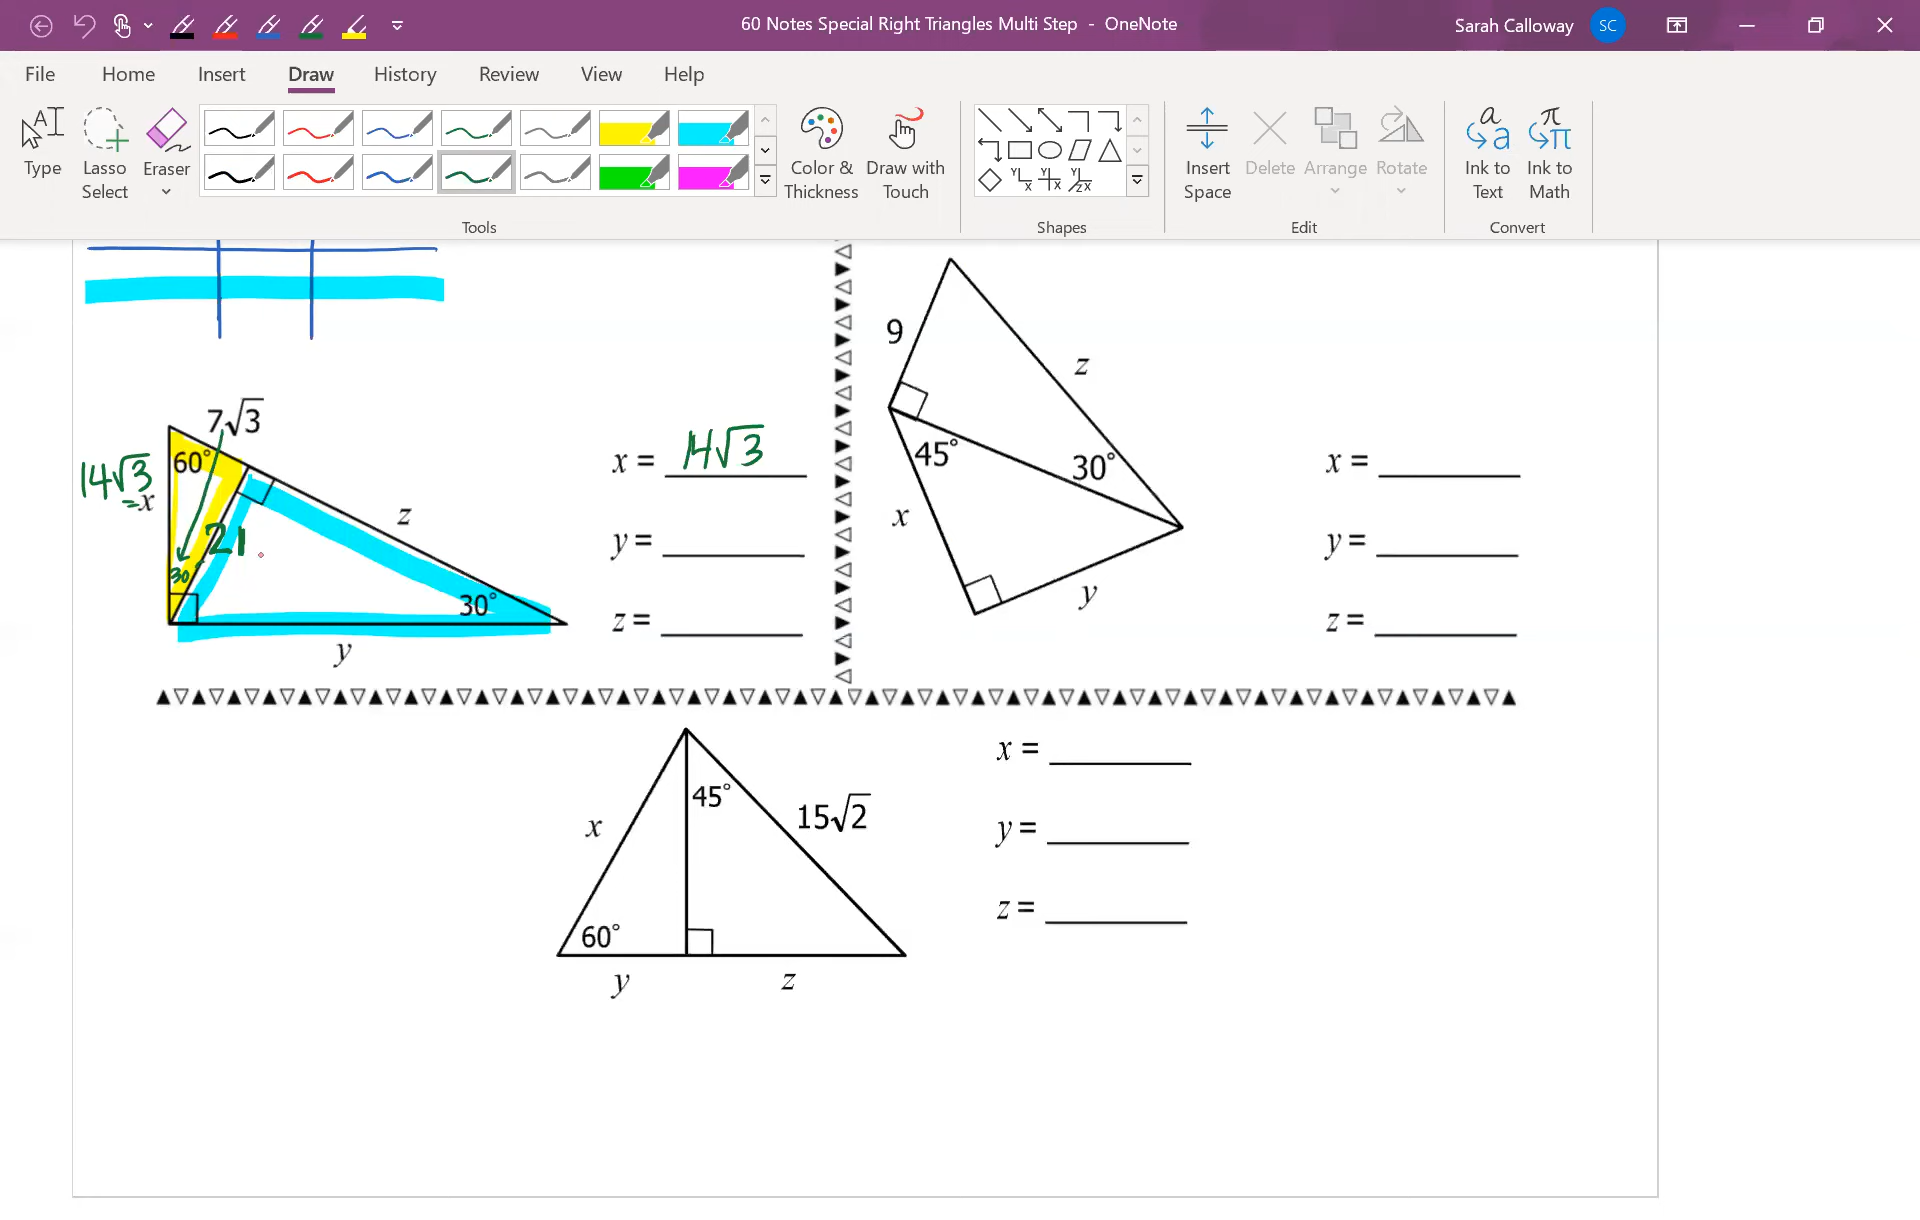 60 Notes Special Right Triangles Multi Step - OneNote
Sarah Calloway
SC
File Home Insert Draw History Review View Help
Type
Lasso Select
Eraser
Color & Thickness
Draw with Touch
Insert Space
Delete
Arrange
Rotate
Ink to Text
Ink to Math
Tools
Shapes
Edit
Convert
7√3
60°
14√3
= x
21
30
30°
z
y
x = 14√3
y =
z =
9
z
45°
30°
x
y
x =
y =
z =
45°
15√2
x
60°
y
z
x =
y =
z =